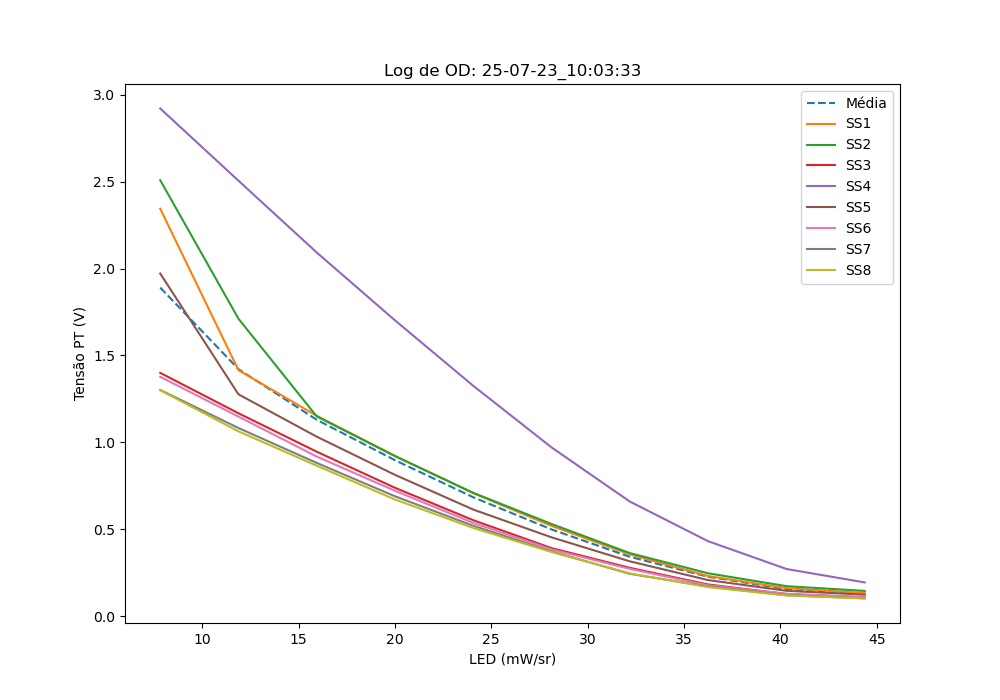 Log de OD: 25-07-23_10:03:33
3.0
2.5
2.0
1.5
1.0
0.5
0.0
Tensão PT (V)
Média
SS1
SS2
SS3
SS4
SS5
SS6
SS7
SS8
10 15 20 25 30 35 40 45
LED (mW/sr)